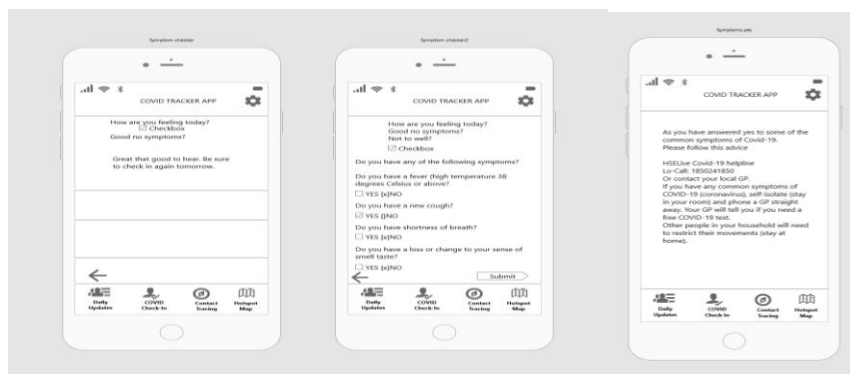 Symptom checker
COVID TRACKER APP
How are you feeling today?
Checkbox
Good no symptoms?
Great that good to hear. Be sure
to check in again tomorrow.
Daily
Updates
COVID
Check-In
Contact
Tracing
Hotspot
Map
Symptom checker2
COVID TRACKER APP
How are you feeling today?
Good no symptoms?
Not to well?
Checkbox
Do you have any of the following symptoms?
Do you have a fever (high temperature 38
degrees Celsius or above?
YES [x]NO
Do you have a new cough?
YES []NO
Do you have shortness of breath?
YES [x]NO
Do you have a loss or change to your sense of
smell taste?
YES [x]NO
Submit
Daily
Updates
COVID
Check-In
Contact
Tracing
Hotspot
Map
Symptoms yes
COVID TRACKER APP
As you have answered yes to some of the
common symptoms of Covid-19.
Please follow this advice
HSELive Covid-19 helpline
Lo-Call: 1850241850
Or contact your local GP.
If you have any common symptoms of
COVID-19 (coronavirus), self-isolate (stay
in your room) and phone a GP straight
away. Your GP will tell you if you need a
free COVID-19 test.
Other people in your household will need
to restrict their movements (stay at
home).
Daily
Updates
COVID
Check-In
Contact
Tracing
Hotspot
Map